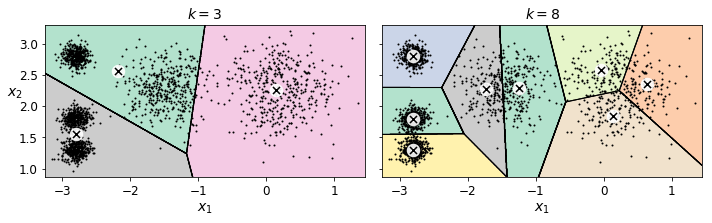 k = 3
k = 8
x₂
3.0
2.5
2.0
1.5
1.0
−3 −2 −1 0 1
−3 −2 −1 0 1
x₁
x₁